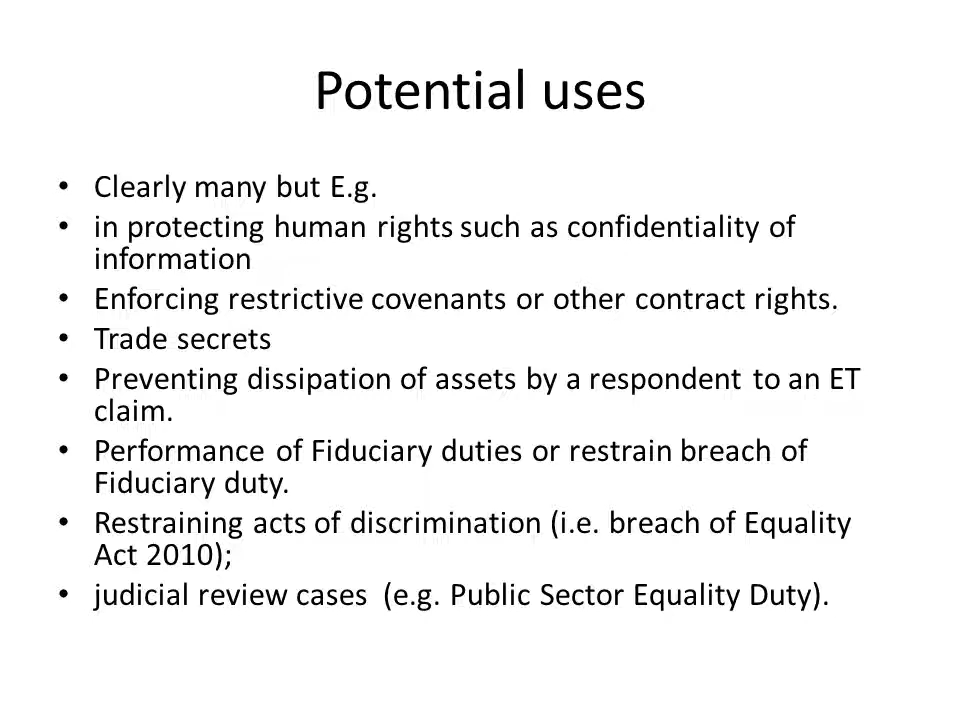 Potential uses
• Clearly many but E.g.
• in protecting human rights such as confidentiality of
information
• Enforcing restrictive covenants or other contract rights.
• Trade secrets
• Preventing dissipation of assets by a respondent to an ET
claim.
• Performance of Fiduciary duties or restrain breach of
Fiduciary duty.
• Restraining acts of discrimination (i.e. breach of Equality
Act 2010);
• judicial review cases  (e.g. Public Sector Equality Duty).